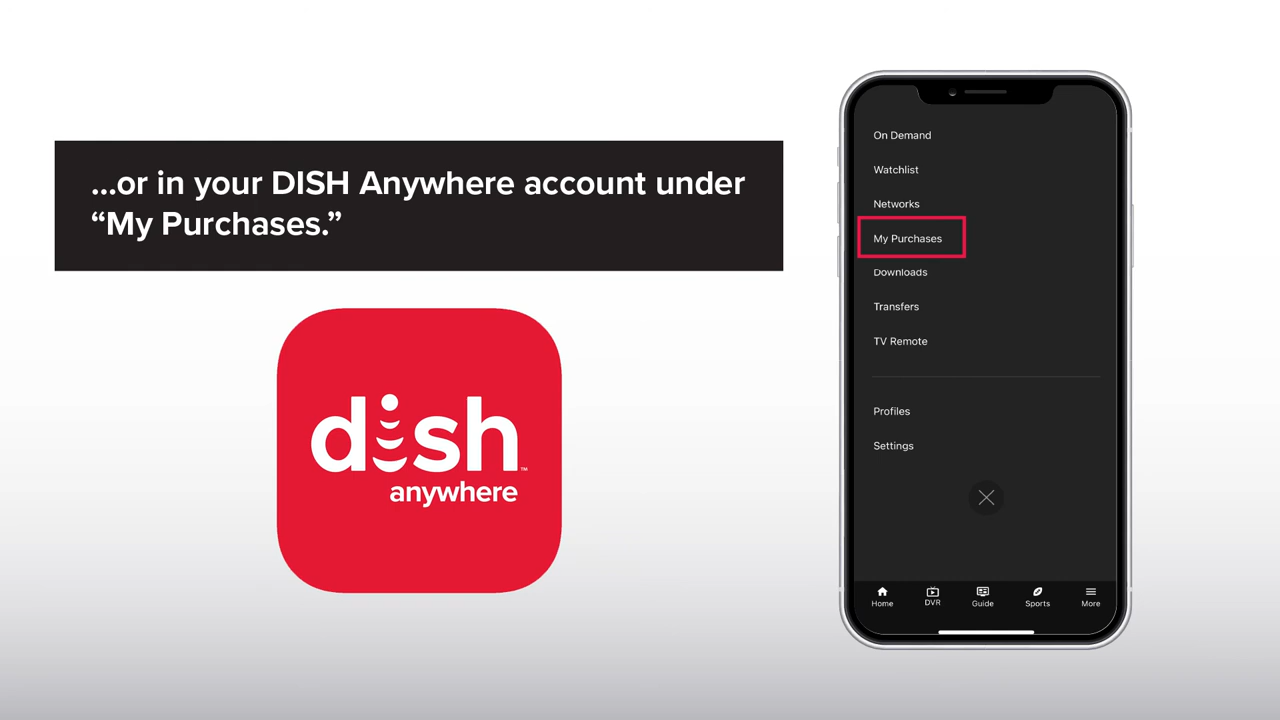 ...or in your DISH Anywhere account under
“My Purchases.”
dish™
anywhere
On Demand
Watchlist
Networks
My Purchases
Downloads
Transfers
TV Remote
Profiles
Settings
Home DVR Guide Sports More